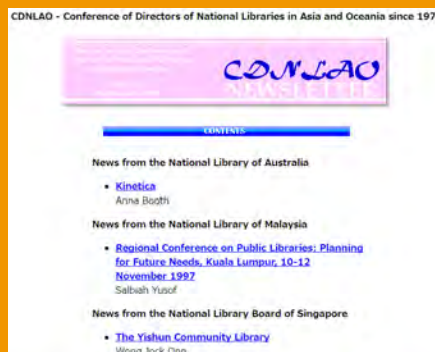 CDNLAO - Conference of Directors of National Libraries in Asia and Oceania since 197
CDNLAO
NEWSLETTER
CONTENTS
News from the National Library of Australia
• Kinetica
Anna Booth
News from the National Library of Malaysia
• Regional Conference on Public Libraries: Planning
for Future Needs, Kuala Lumpur, 10-12
November 1997
Salbiah Yusof
News from the National Library Board of Singapore
• The Yishun Community Library